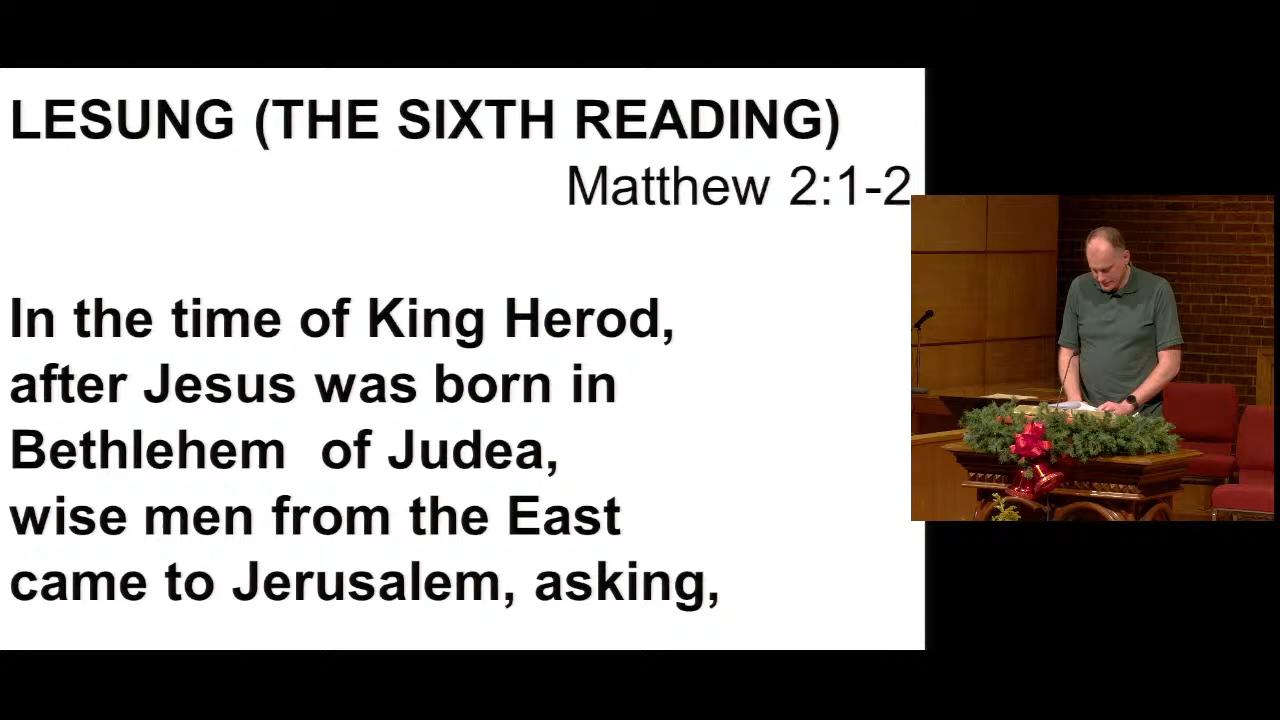 LESUNG (THE SIXTH READING)
Matthew 2:1-2
In the time of King Herod,
after Jesus was born in
Bethlehem of Judea,
wise men from the East
came to Jerusalem, asking,